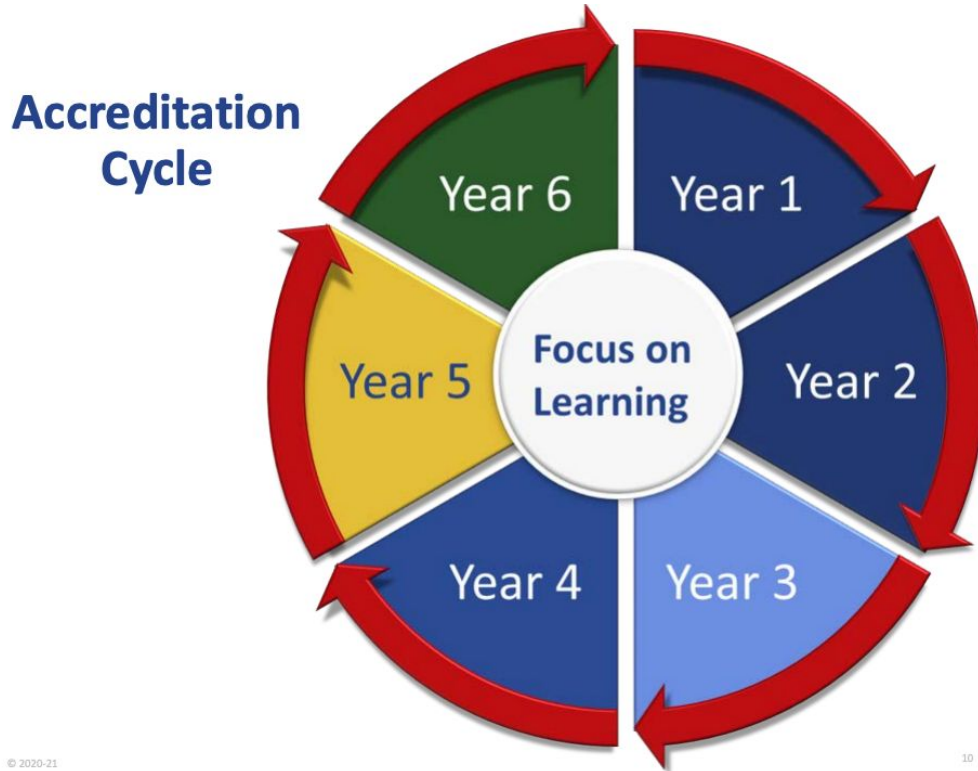 Accreditation
Cycle
Year 6
Year 1
Year 5
Focus on
Learning
Year 2
Year 4
Year 3
© 2020-21
10